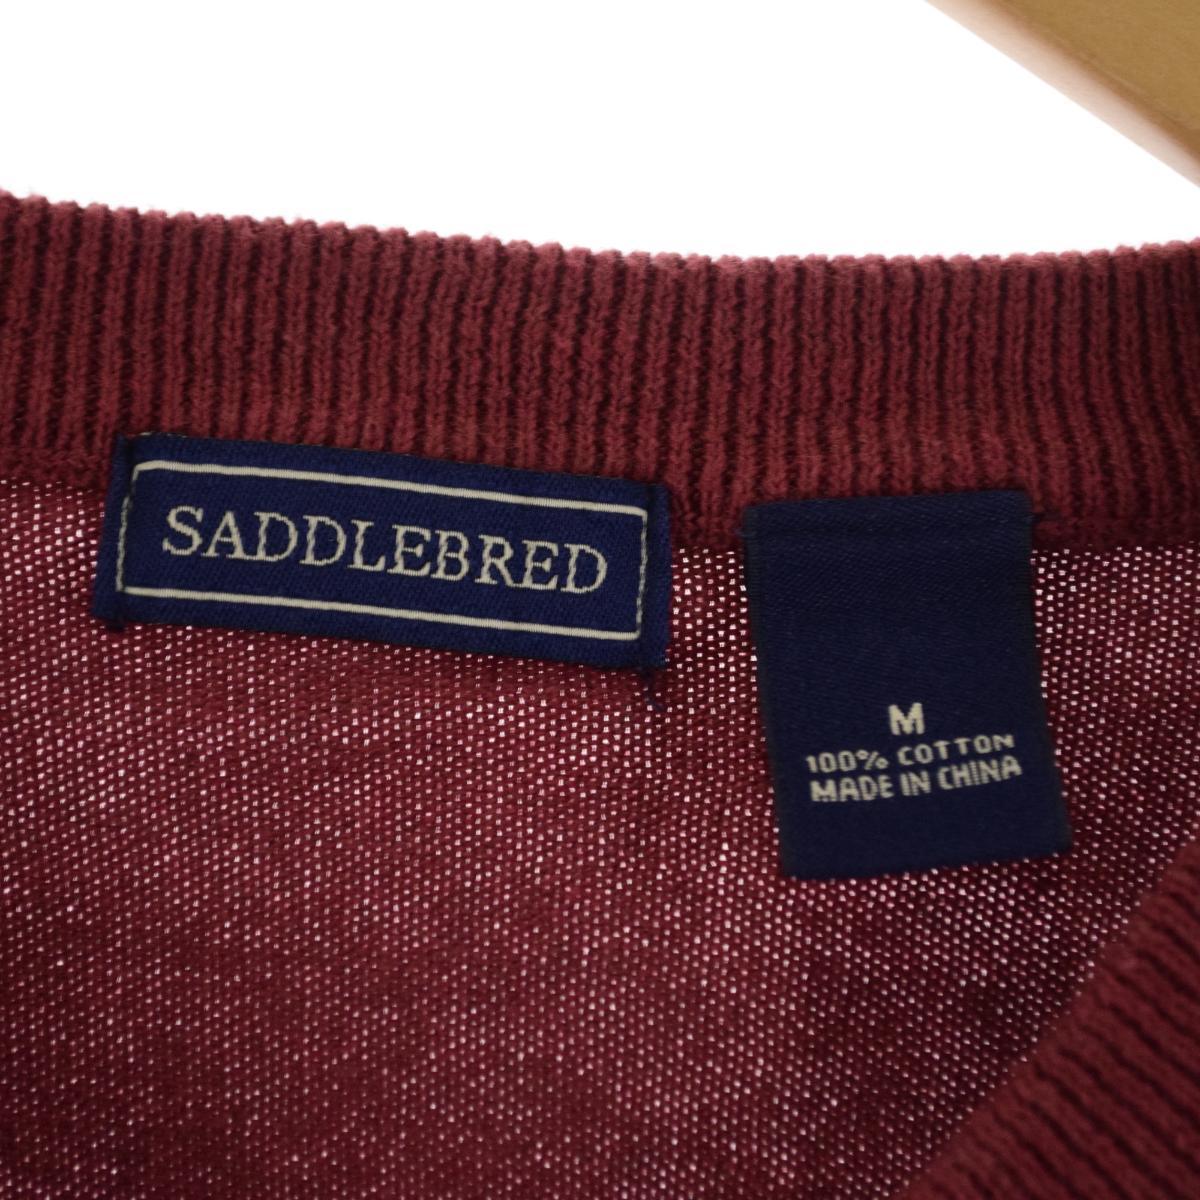 SADDLEBRED
M
100% COTTON
MADE IN CHINA